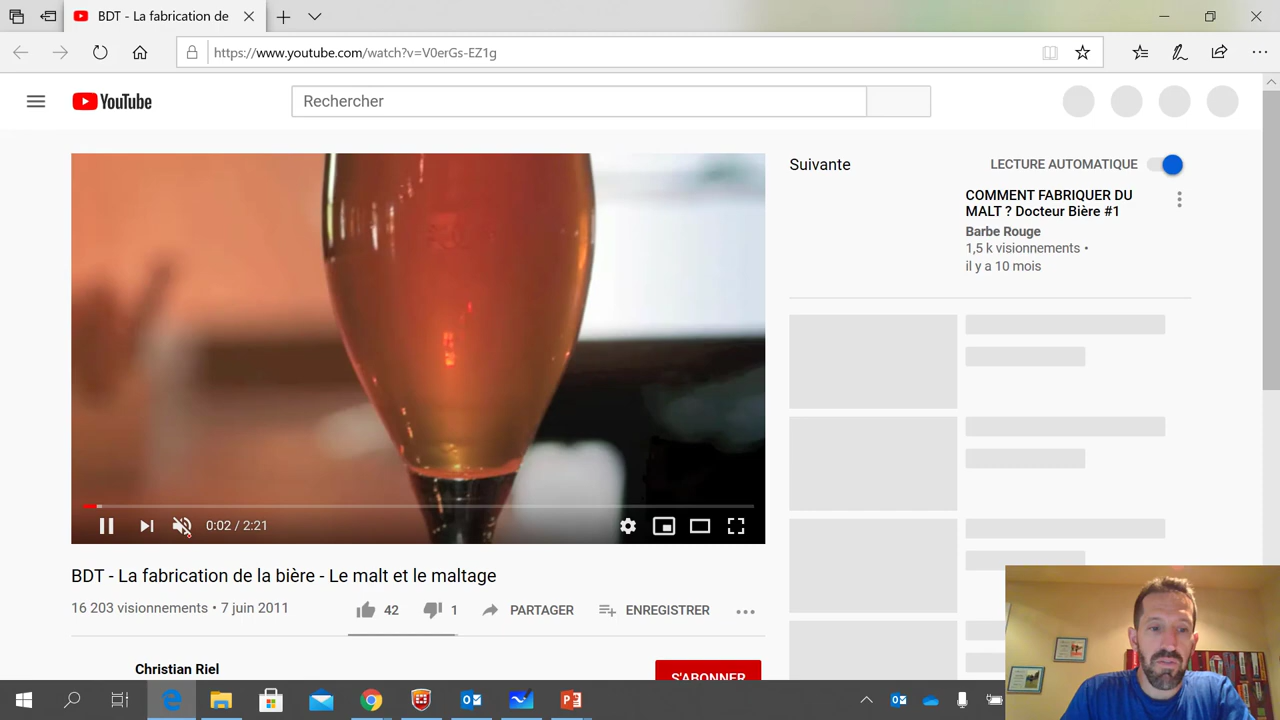 BDT - La fabrication de
https://www.youtube.com/watch?v=V0erGs-EZ1g
YouTube
Rechercher
Suivante
LECTURE AUTOMATIQUE
COMMENT FABRIQUER DU
MALT ? Docteur Bière #1
Barbe Rouge
1,5 k visionnements •
il y a 10 mois
0:02 / 2:21
BDT - La fabrication de la bière - Le malt et le maltage
16 203 visionnements • 7 juin 2011
42
1
PARTAGER
ENREGISTRER
Christian Riel
S'ABONNER